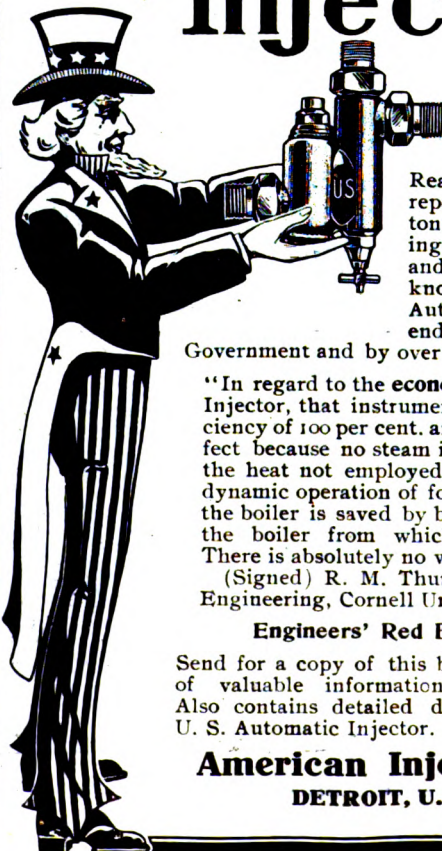 Injec
US
Rea
rep
ton
ing
and
kno
Aut
end
Government and by over
"In regard to the econo
Injector, that instrume
ciency of 100 per cent. a
fect because no steam i
the heat not employed
dynamic operation of fo
the boiler is saved by b
the boiler from whic
There is absolutely no w
(Signed) R. M. Thu
Engineering, Cornell Un
Engineers' Red B
Send for a copy of this h
of valuable information
Also contains detailed d
U. S. Automatic Injector.
American Inje
DETROIT, U.